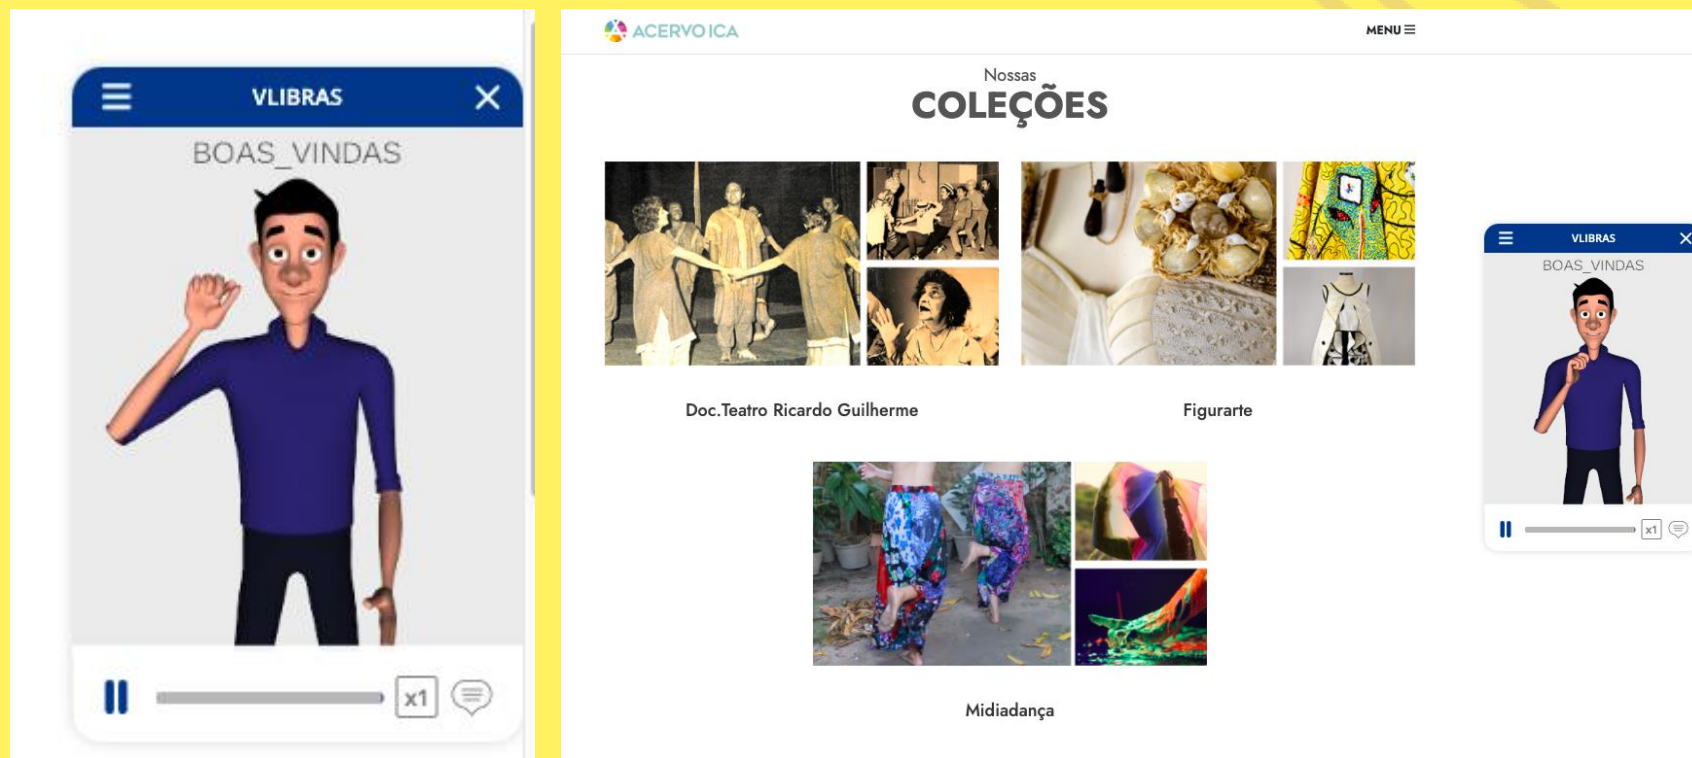 VLIBRAS
BOAS_VINDAS
x1
ACERVO ICA
MENU
Nossas
COLEÇÕES
Doc.Teatro Ricardo Guilherme
Figurarte
Midiadança
VLIBRAS
BOAS_VINDAS
x1